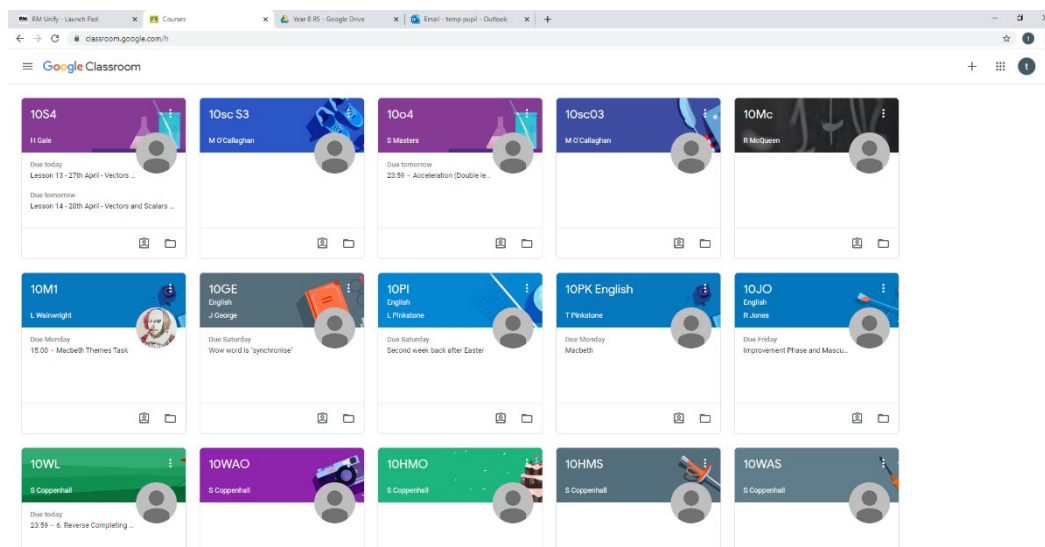 RM Unify - Launch Pad
Courses
Year 8 RS - Google Drive
Email - temp pupil - Outlook
classroom.google.com/h
t
Google Classroom
t
10S4
H Gale
Due today
Lesson 13 - 27th April - Vectors ...
Due tomorrow
Lesson 14 - 28th April - Vectors and Scalars ...
10sc S3
M O'Callaghan
10o4
S Masters
Due tomorrow
23:59 – Acceleration (Double le...
10sc03
M O'Callaghan
10Mc
R McQueen
10M1
L Wainwright
Due Monday
15:00 – Macbeth Themes Task
10GE
English
J George
Due Saturday
Wow word is "synchronise"
10PI
English
L Pinkstone
Due Saturday
Second week back after Easter
10PK English
T Pinkstone
Due Monday
Macbeth
10JO
English
R Jones
Due Friday
Improvement Phase and Mascu...
10WL
S Coppenhall
Due today
23:59 – 6. Reverse Completing ...
10WAO
S Coppenhall
10HMO
S Coppenhall
10HMS
S Coppenhall
10WAS
S Coppenhall